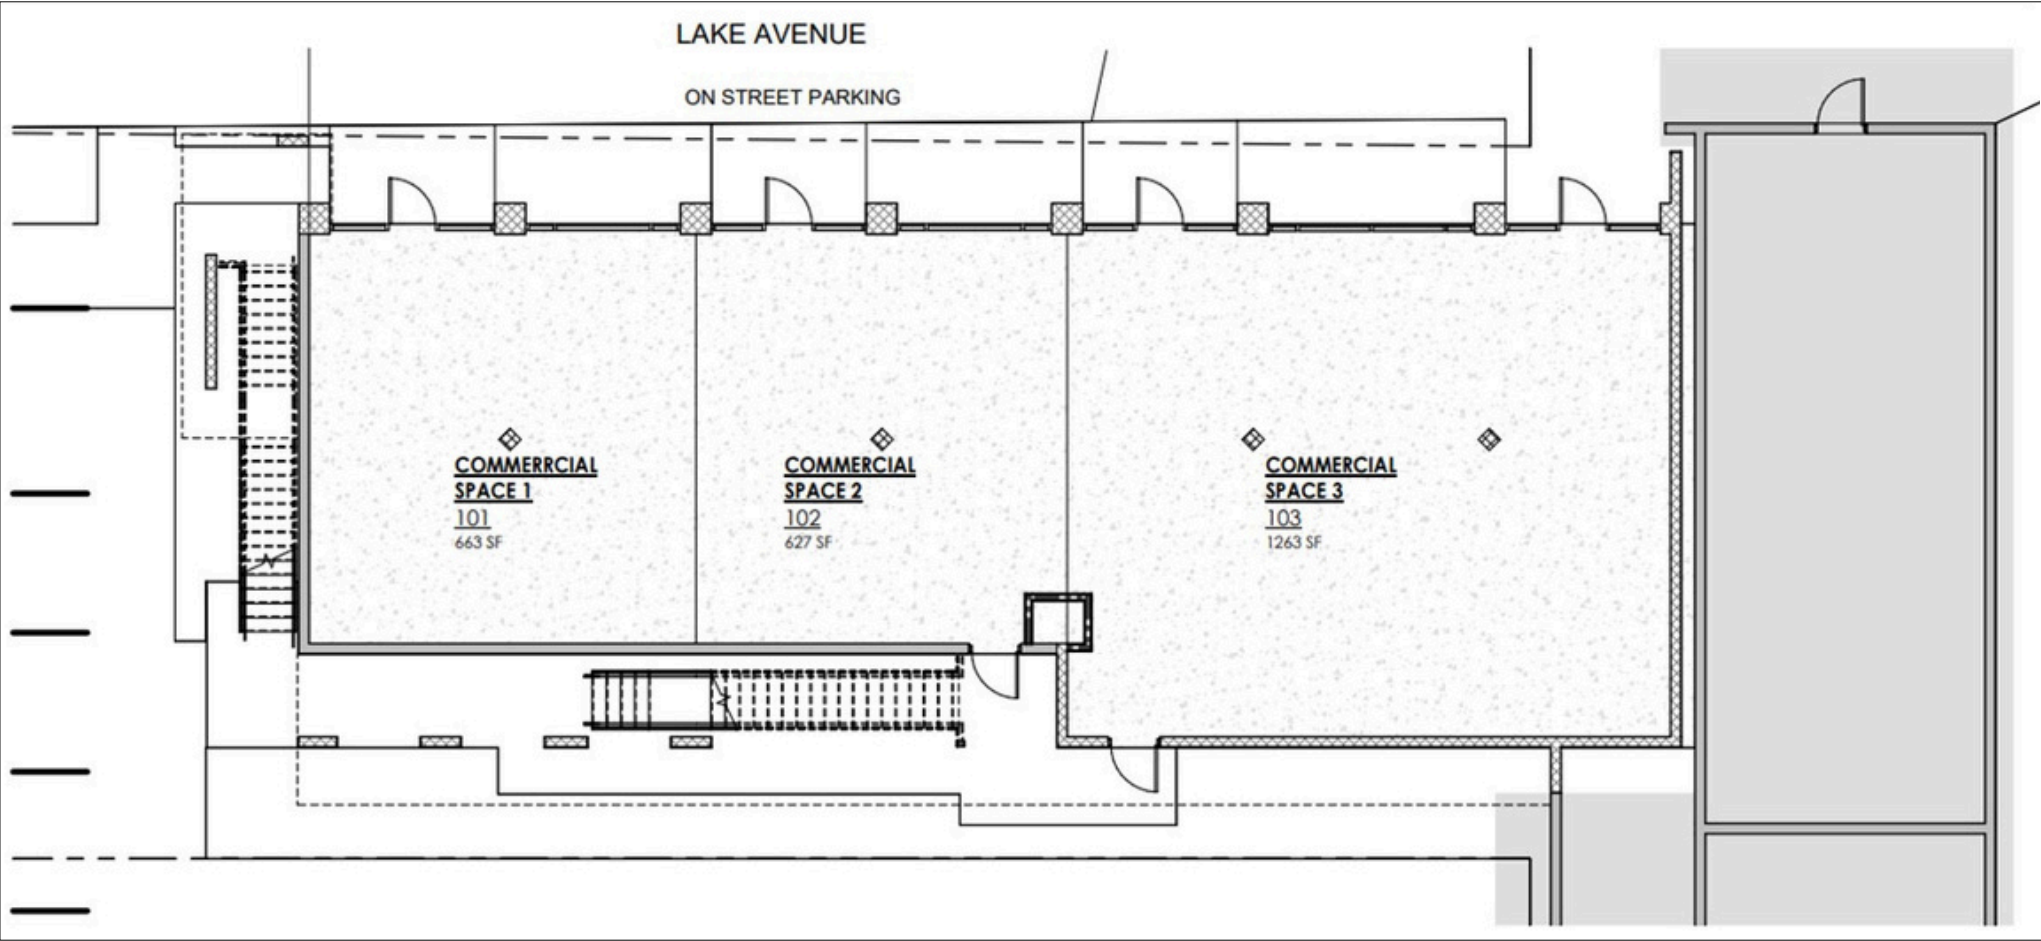 LAKE AVENUE
ON STREET PARKING
COMMERRCIAL
SPACE 1
101
663 SF
COMMERCIAL
SPACE 2
102
627 SF
COMMERCIAL
SPACE 3
103
1263 SF